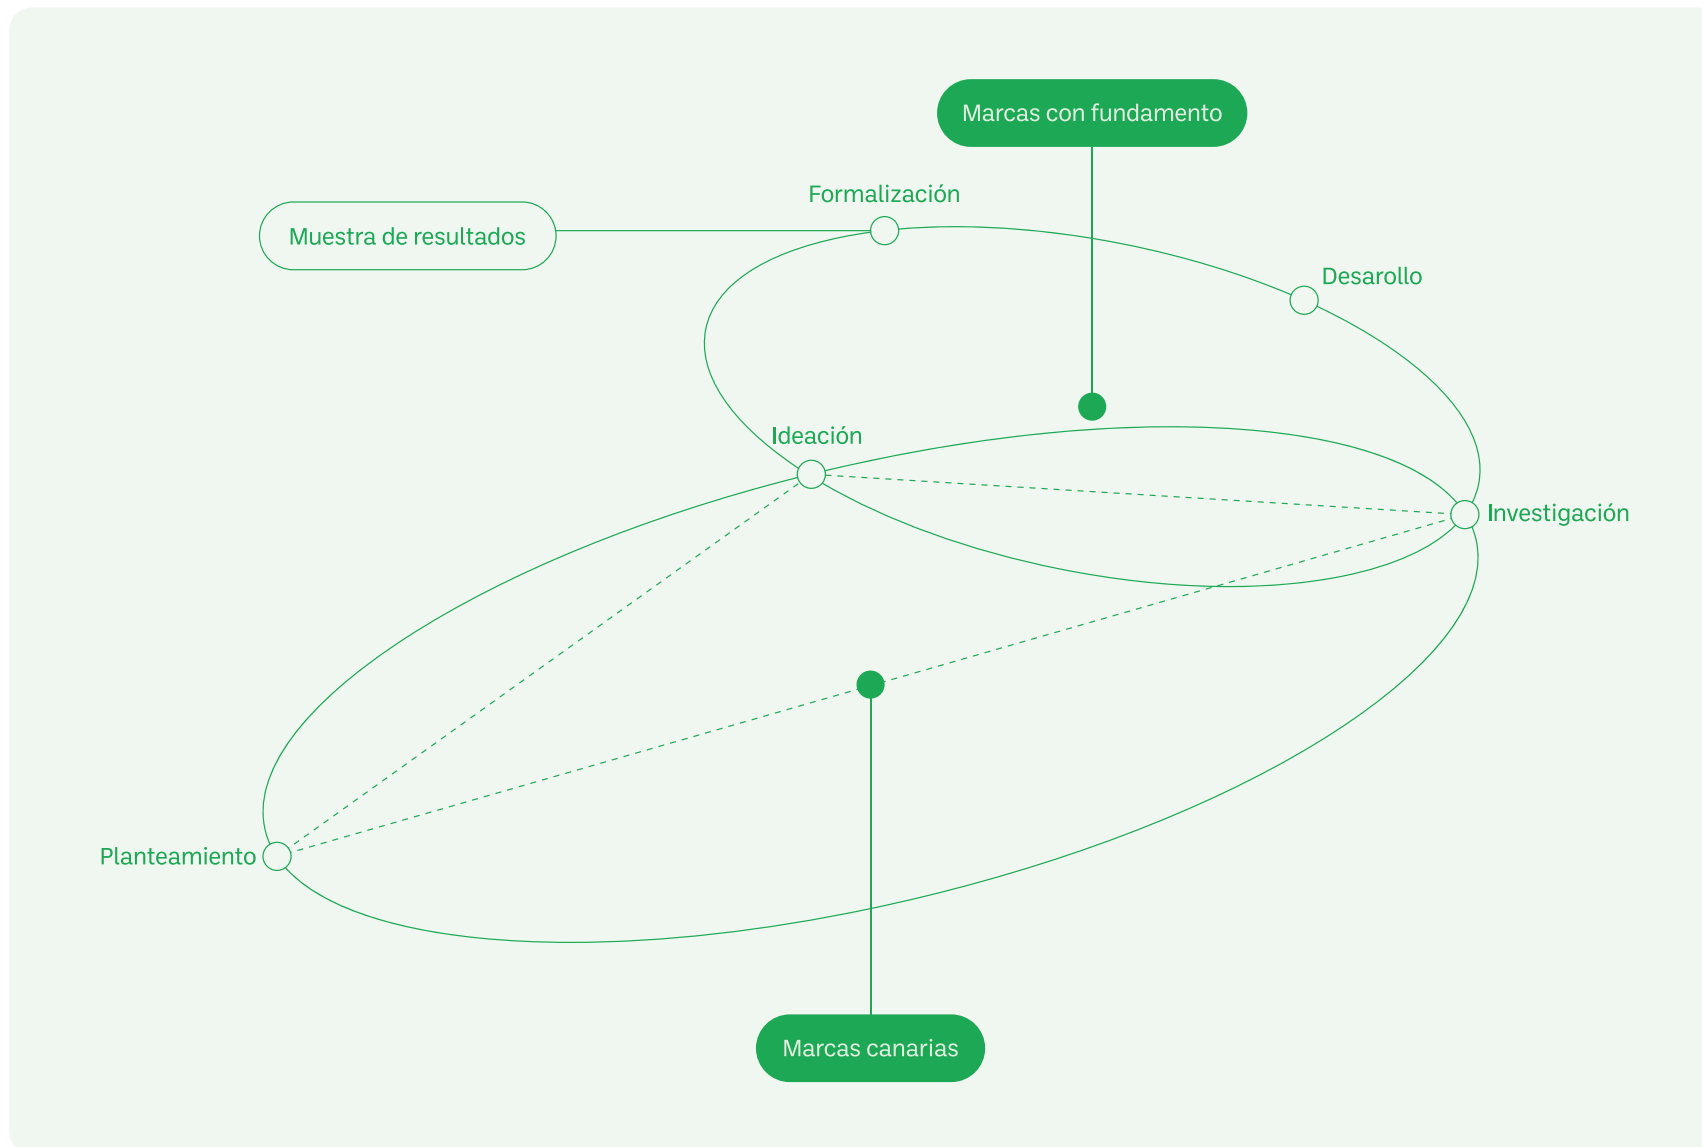 Marcas con fundamento
Formalización
Muestra de resultados
Desarollo
Ideación
Investigación
Planteamiento
Marcas canarias